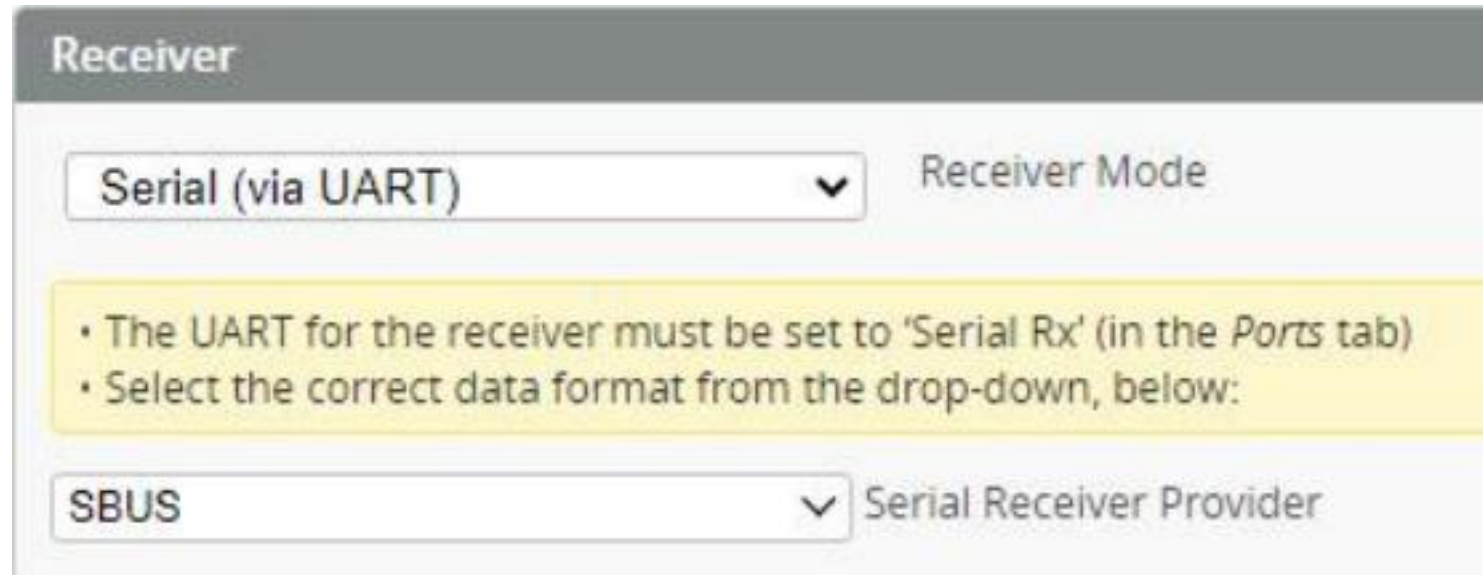 Receiver
Serial (via UART) Receiver Mode
• The UART for the receiver must be set to ‘Serial Rx’ (in the Ports tab)
• Select the correct data format from the drop-down, below:
SBUS Serial Receiver Provider